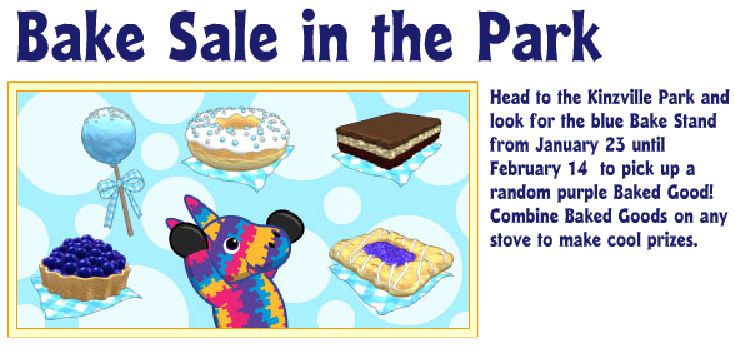 Bake Sale in the Park
Head to the Kinzville Park and
look for the blue Bake Stand
from January 23 until
February 14  to pick up a
random purple Baked Good!
Combine Baked Goods on any
stove to make cool prizes.